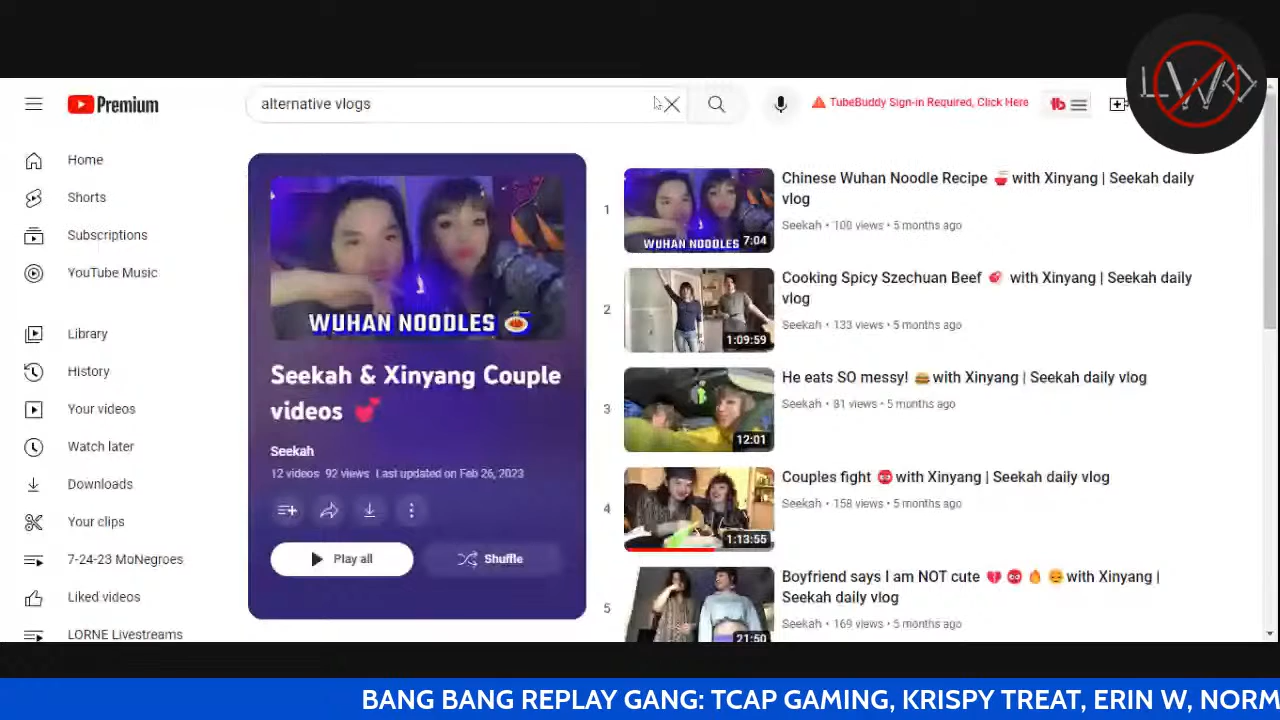 LWKY
Premium
alternative vlogs
TubeBuddy Sign-in Required, Click Here
tb
Home
Shorts
Subscriptions
YouTube Music
Library
History
Your videos
Watch later
Downloads
Your clips
7-24-23 MoNegroes
Liked videos
LORNE Livestreams
WUHAN NOODLES 🍜
Seekah & Xinyang Couple
videos 💕
Seekah
12 videos 92 views Last updated on Feb 26, 2023
Play all
Shuffle
1
WUHAN NOODLES 7:04
Chinese Wuhan Noodle Recipe 🍜 with Xinyang | Seekah daily
vlog
Seekah • 100 views • 5 months ago
2
1:09:59
Cooking Spicy Szechuan Beef 🥩 with Xinyang | Seekah daily
vlog
Seekah • 133 views • 5 months ago
3
12:01
He eats SO messy! 🍔 with Xinyang | Seekah daily vlog
Seekah • 81 views • 5 months ago
4
1:13:55
Couples fight 👹 with Xinyang | Seekah daily vlog
Seekah • 158 views • 5 months ago
5
21:50
Boyfriend says I am NOT cute 💔 👹 🔥 😕 with Xinyang |
Seekah daily vlog
Seekah • 169 views • 5 months ago
BANG BANG REPLAY GANG: TCAP GAMING, KRISPY TREAT, ERIN W, NORM